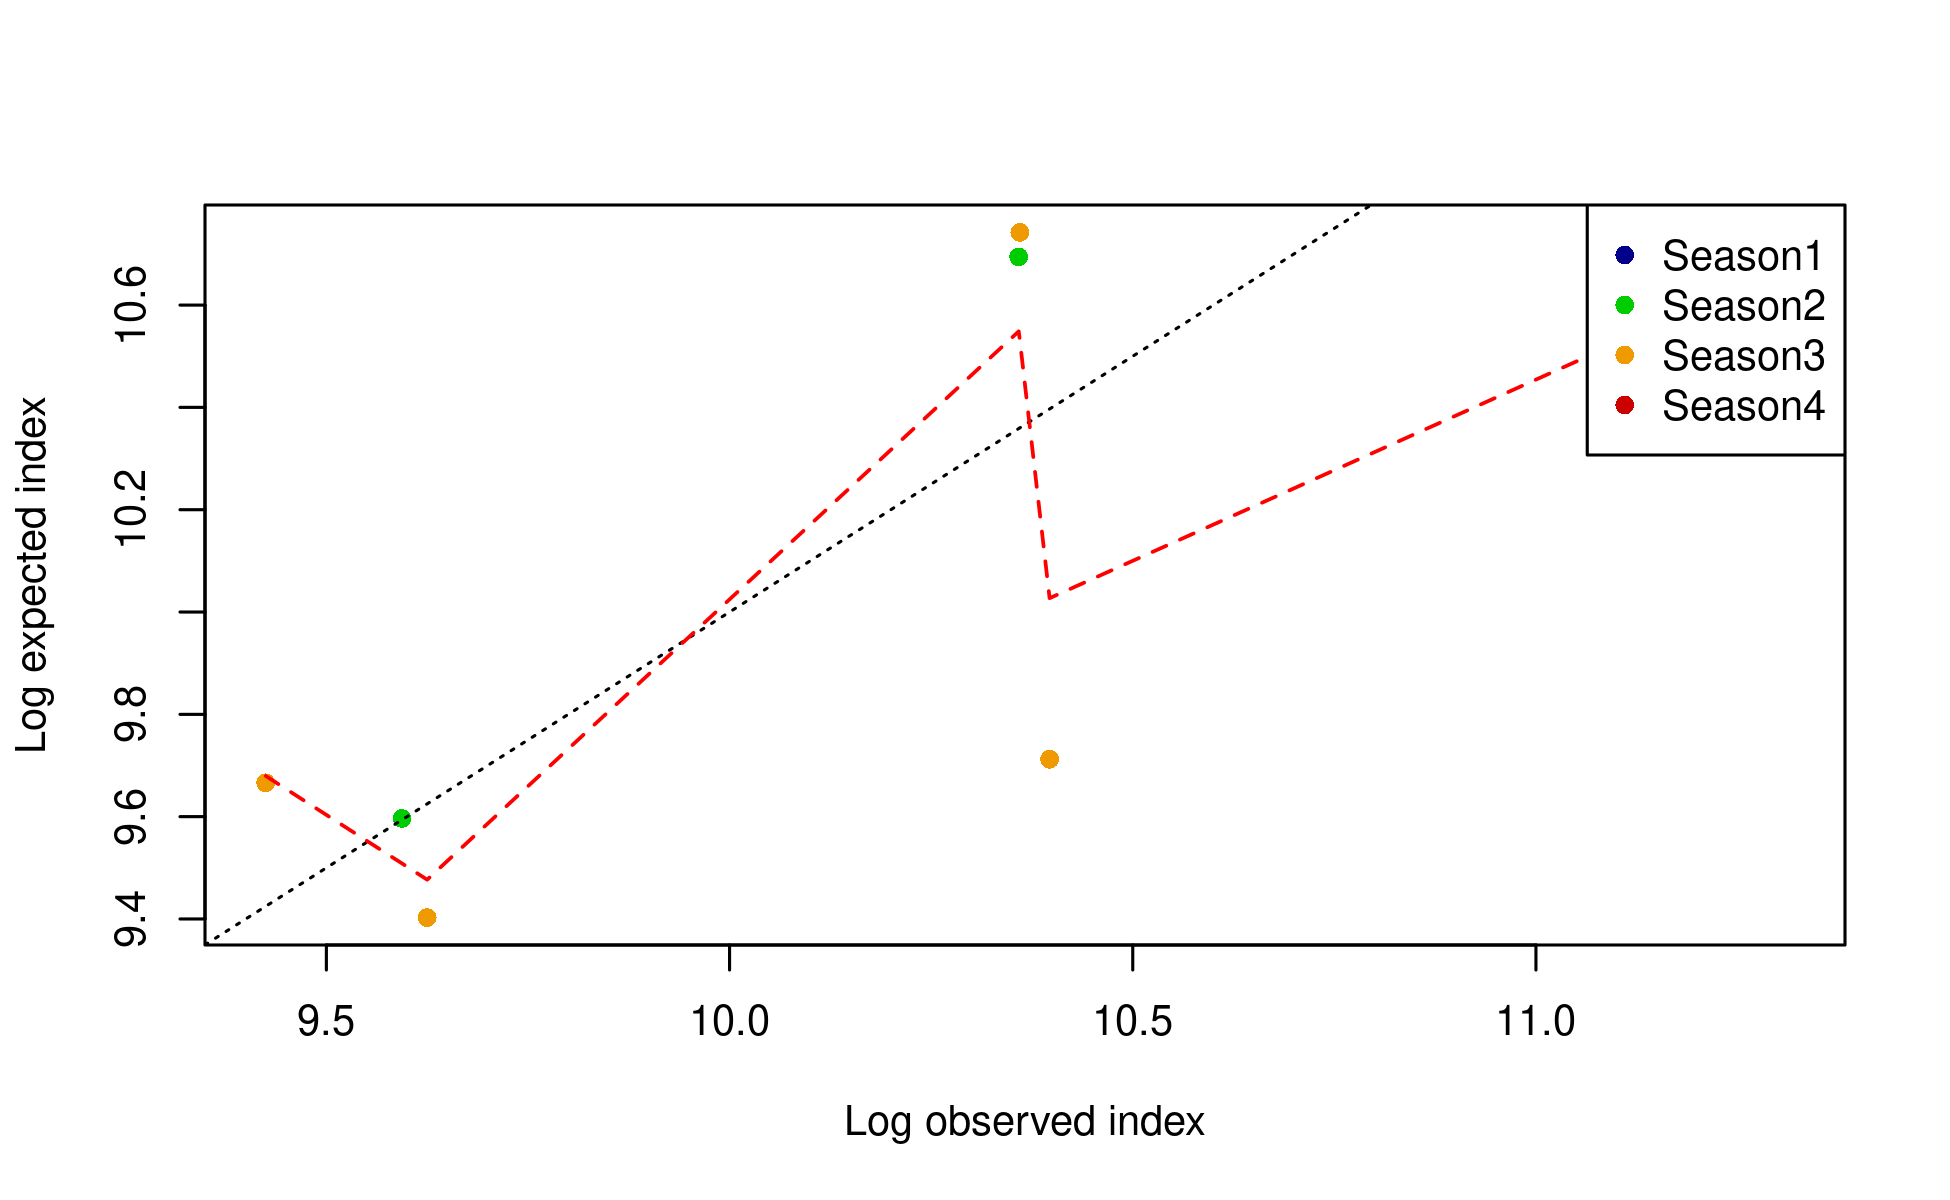 Season1
Season2
Season3
Season4
Log expected index
10.6
10.2
9.8
9.6
9.4
9.5 10.0 10.5 11.0
Log observed index